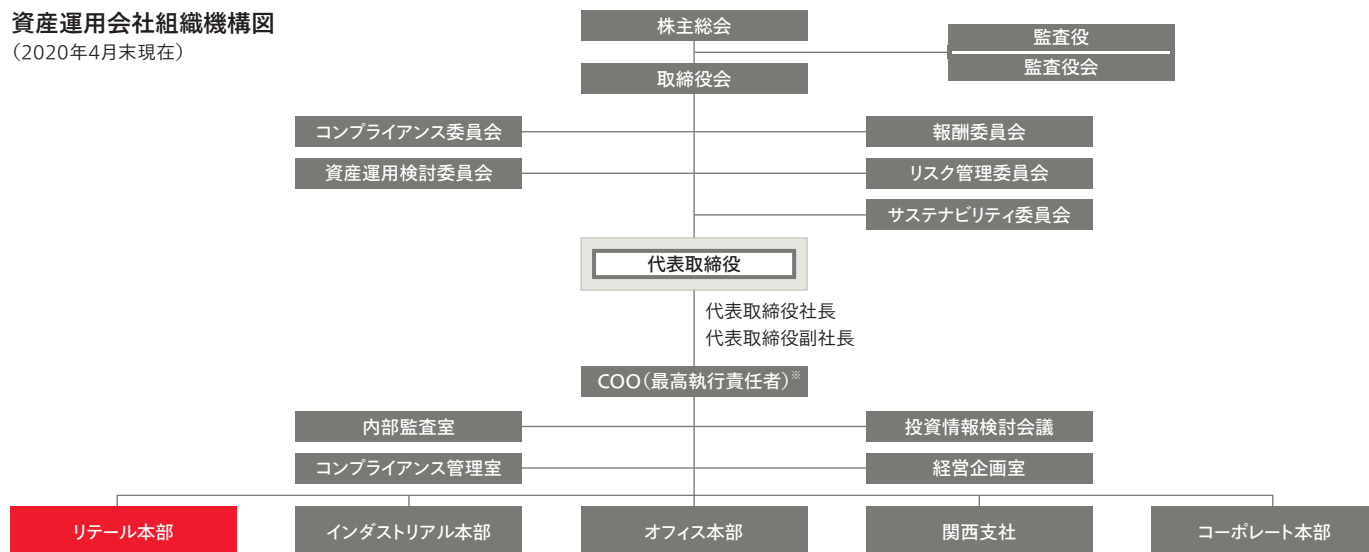 資産運用会社組織機構図
（2020年4月末現在）
株主総会
監査役
監査役会
取締役会
コンプライアンス委員会
報酬委員会
資産運用検討委員会
リスク管理委員会
サステナビリティ委員会
代表取締役
代表取締役社長
代表取締役副社長
COO（最高執行責任者）※
内部監査室
投資情報検討会議
コンプライアンス管理室
経営企画室
リテール本部
インダストリアル本部
オフィス本部
関西支社
コーポレート本部